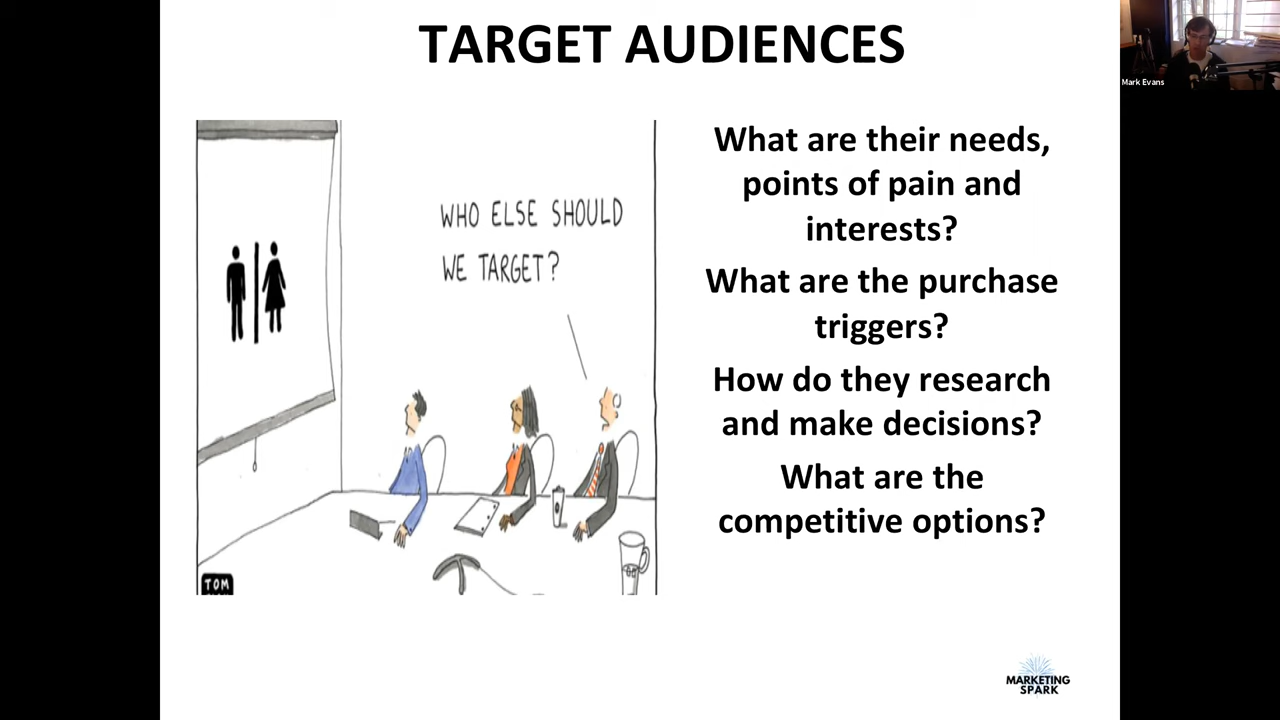 TARGET AUDIENCES
Mark Evans
WHO ELSE SHOULD
WE TARGET?
TOM
What are their needs,
points of pain and
interests?
What are the purchase
triggers?
How do they research
and make decisions?
What are the
competitive options?
MARKETING
SPARK